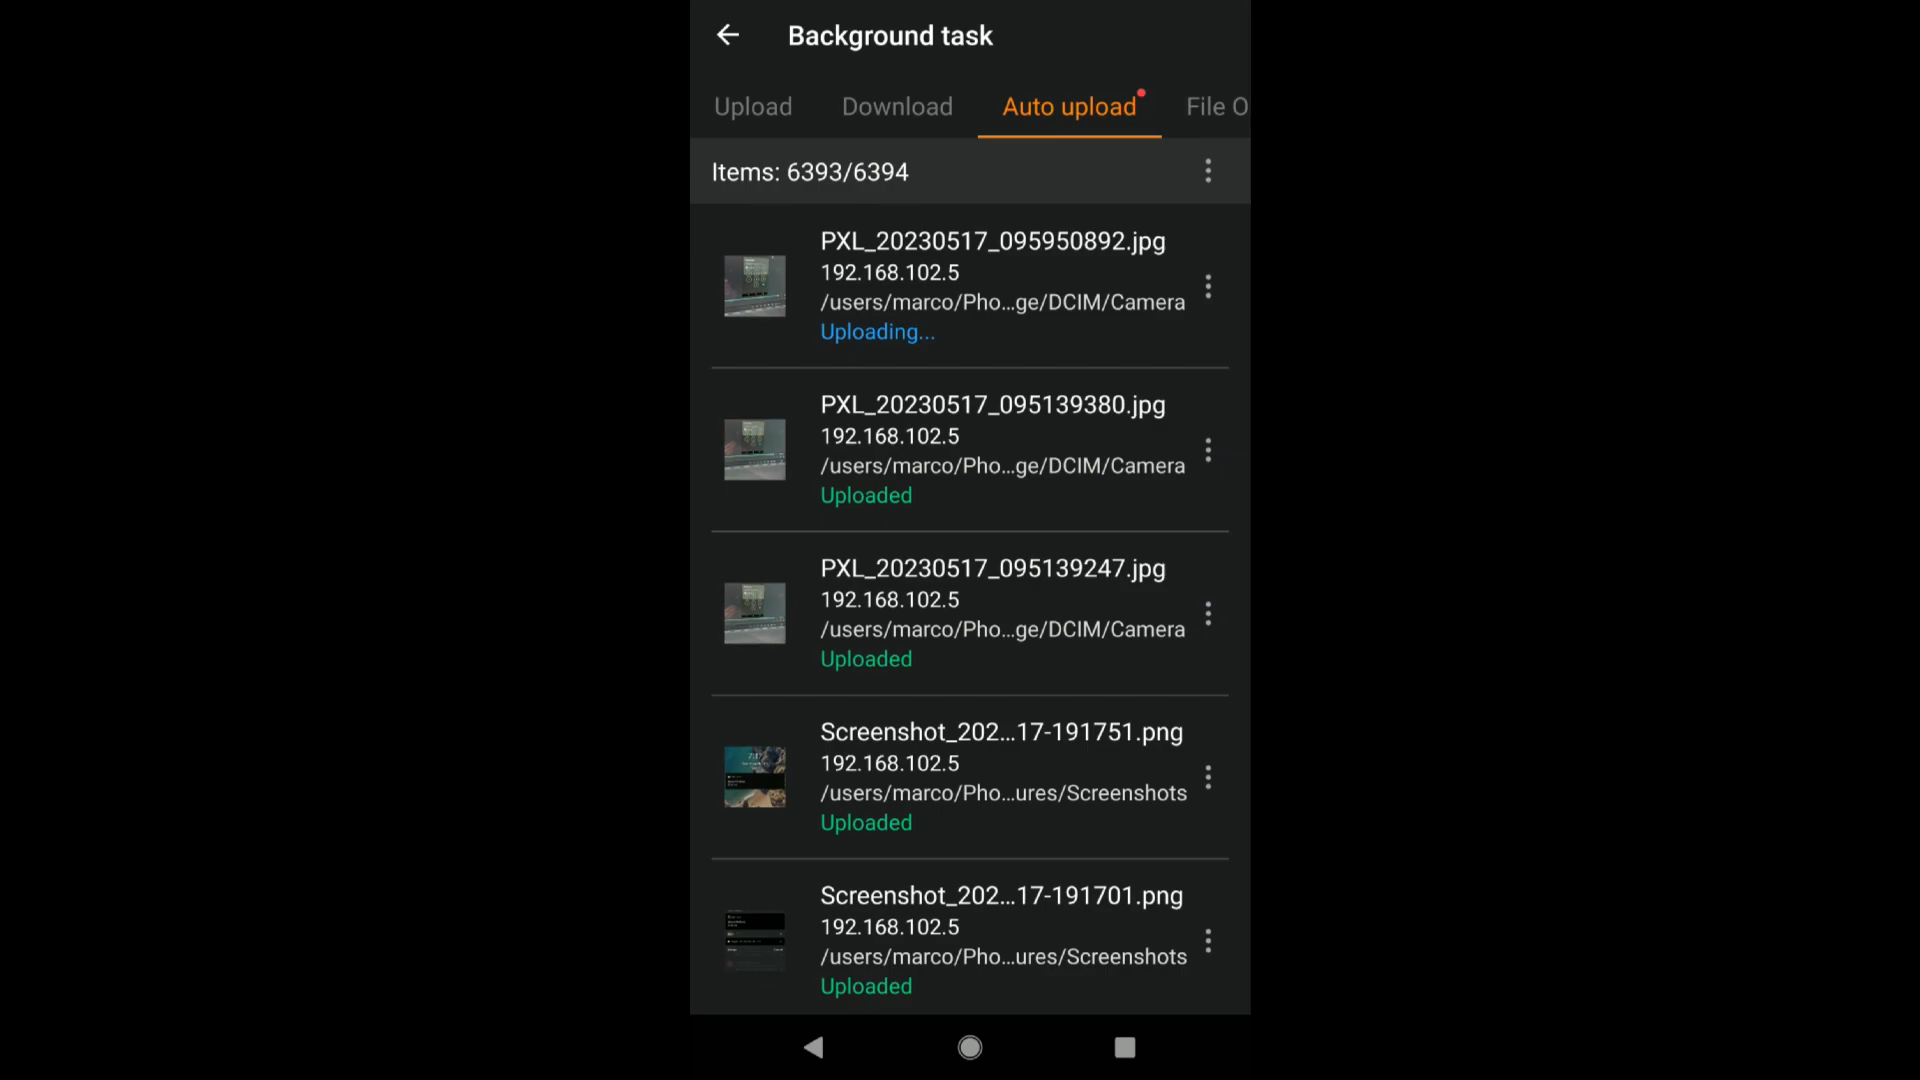 Background task
Upload Download Auto upload File O
Items: 6393/6394
PXL_20230517_095950892.jpg
192.168.102.5
/users/marco/Pho...ge/DCIM/Camera
Uploading...
PXL_20230517_095139380.jpg
192.168.102.5
/users/marco/Pho...ge/DCIM/Camera
Uploaded
PXL_20230517_095139247.jpg
192.168.102.5
/users/marco/Pho...ge/DCIM/Camera
Uploaded
Screenshot_202...17-191751.png
192.168.102.5
/users/marco/Pho...ures/Screenshots
Uploaded
Screenshot_202...17-191701.png
192.168.102.5
/users/marco/Pho...ures/Screenshots
Uploaded